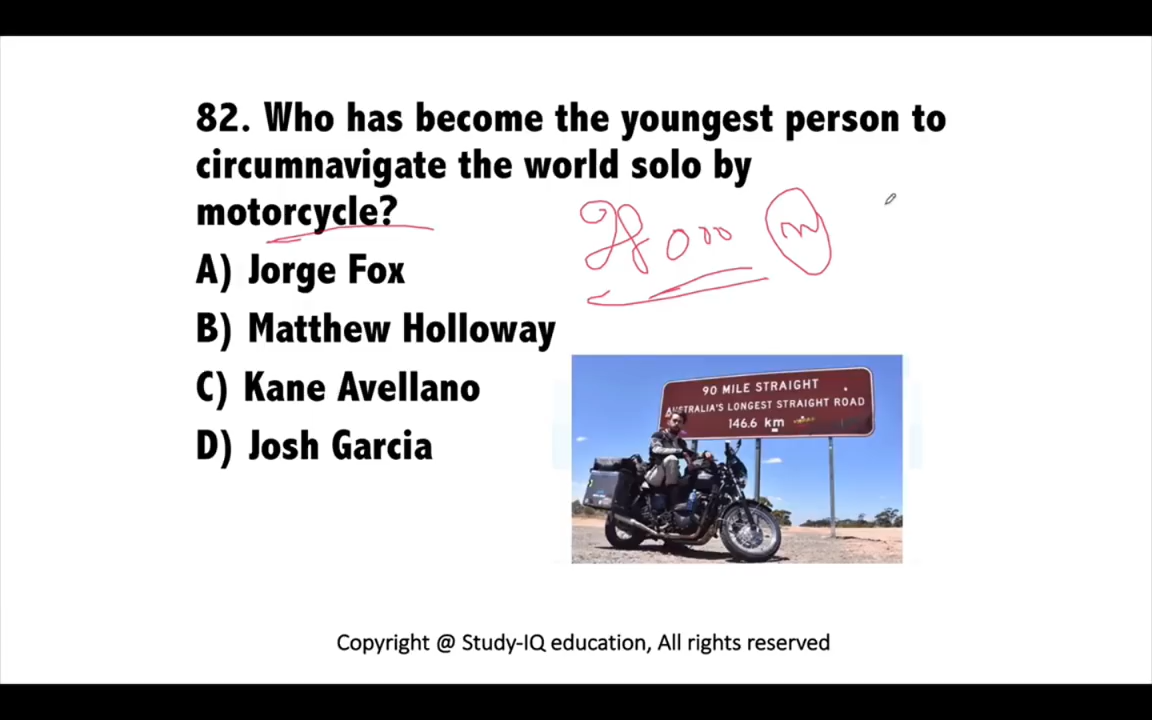 82. Who has become the youngest person to
circumnavigate the world solo by
motorcycle?
28000 m
A) Jorge Fox
B) Matthew Holloway
C) Kane Avellano
D) Josh Garcia
90 MILE STRAIGHT
AUSTRALIA'S LONGEST STRAIGHT ROAD
146.6 km
Copyright @ Study-IQ education, All rights reserved